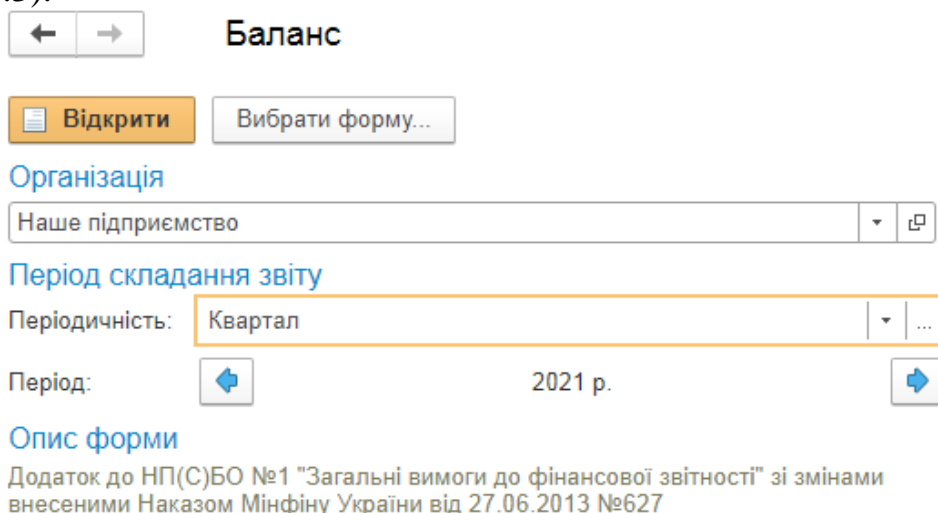 Баланс
Відкрити Вибрати форму...
Організація
Наше підприємство
Період складання звіту
Періодичність: Квартал ...
Період: 2021 р.
Опис форми
Додаток до НП(С)БО №1 "Загальні вимоги до фінансової звітності" зі змінами
внесеними Наказом Мінфіну України від 27.06.2013 №627